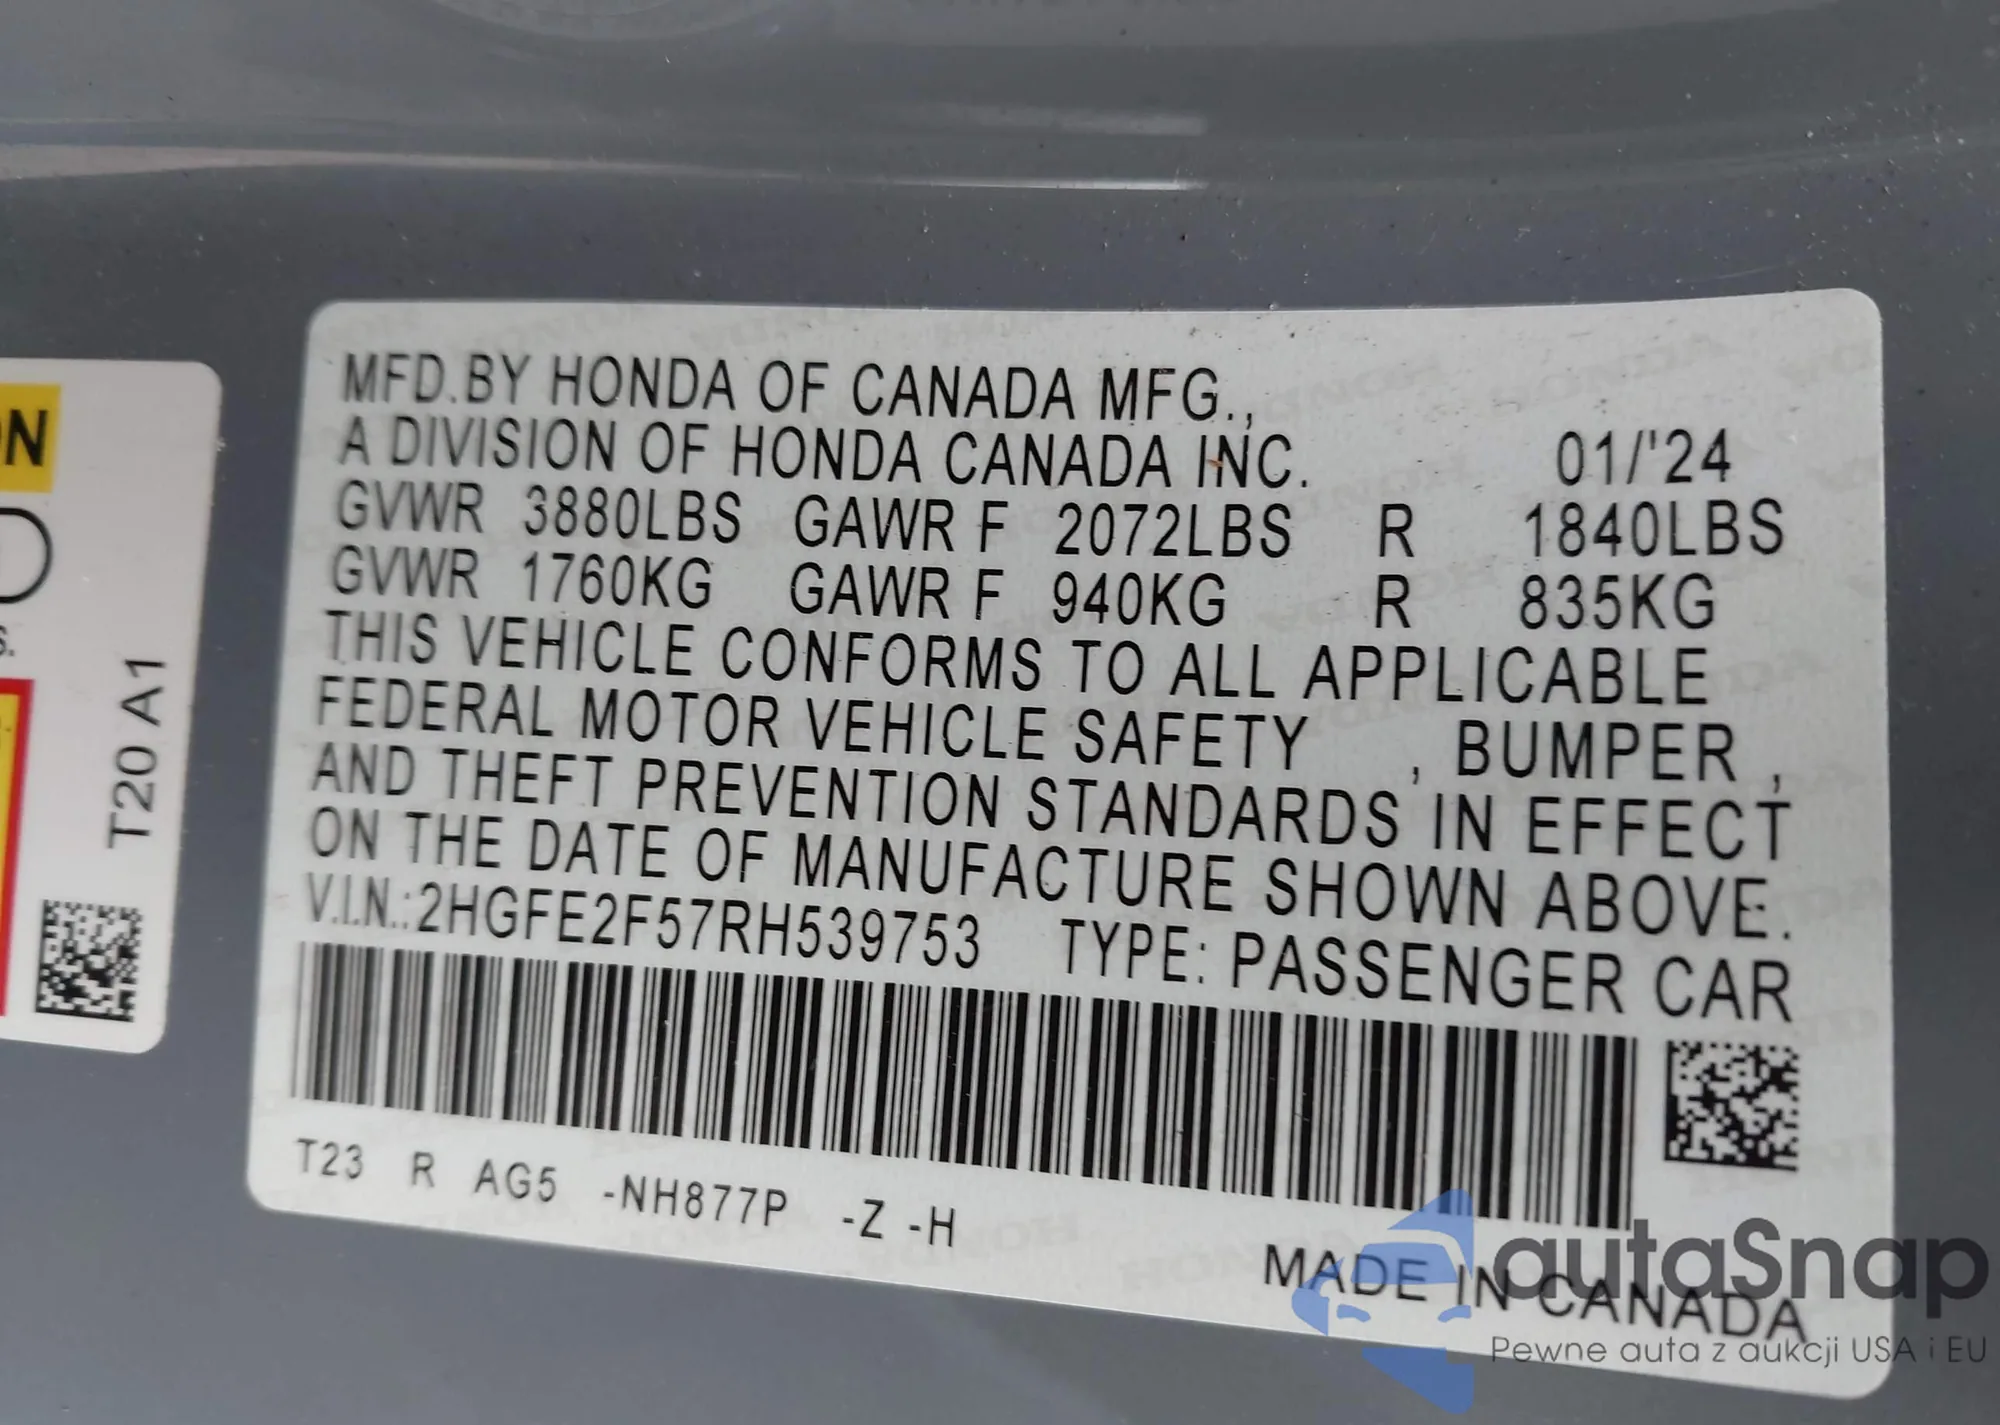 ON
S.
T20 A1
MFD.BY HONDA OF CANADA MFG.,
A DIVISION OF HONDA CANADA INC. 01/'24
GVWR 3880LBS GAWR F 2072LBS R 1840LBS
GVWR 1760KG GAWR F 940KG R 835KG
THIS VEHICLE CONFORMS TO ALL APPLICABLE
FEDERAL MOTOR VEHICLE SAFETY , BUMPER ,
AND THEFT PREVENTION STANDARDS IN EFFECT
ON THE DATE OF MANUFACTURE SHOWN ABOVE.
V.I.N.:2HGFE2F57RH539753 TYPE: PASSENGER CAR
T23 R AG5 -NH877P -Z -H
MADE IN CANADA
autaSnap
Pewne auta z aukcji USA i EU